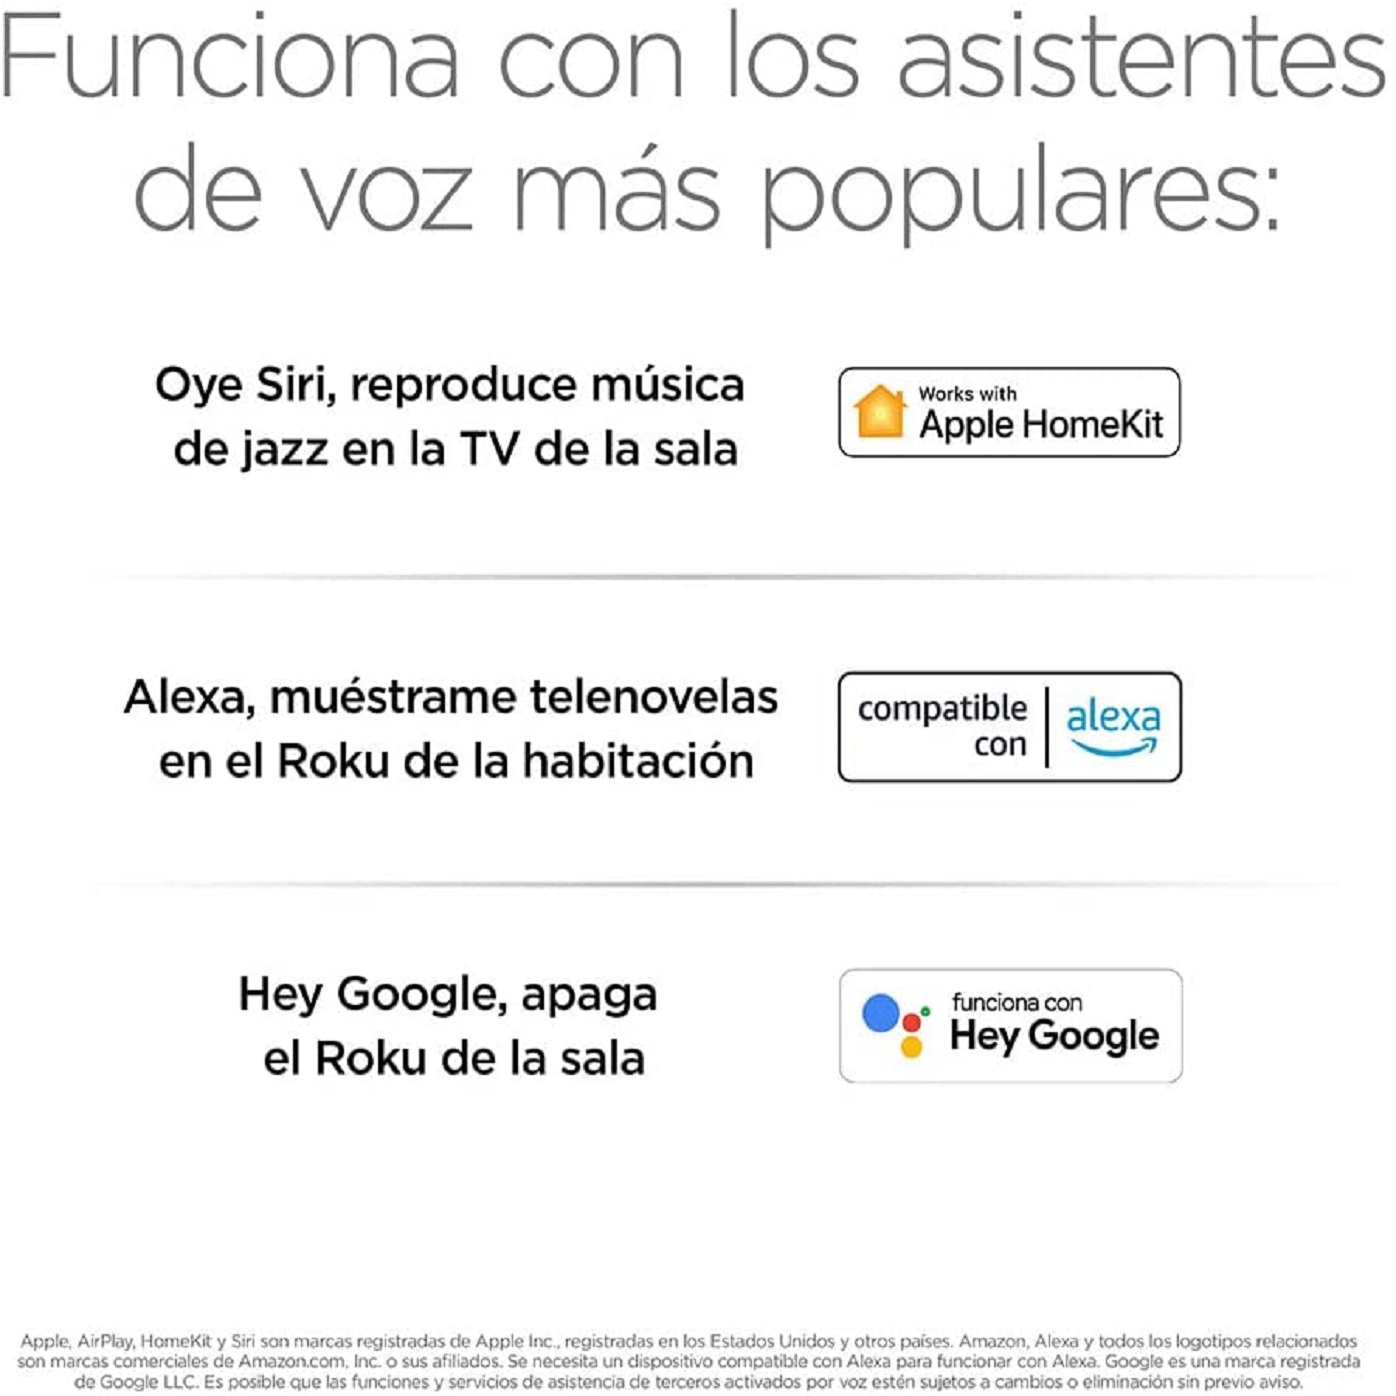 Funciona con los asistentes
de voz más populares:
Oye Siri, reproduce música
de jazz en la TV de la sala
Works with
Apple HomeKit
Alexa, muéstrame telenovelas
en el Roku de la habitación
compatible
con
alexa
Hey Google, apaga
el Roku de la sala
funciona con
Hey Google
Apple, AirPlay, HomeKit y Siri son marcas registradas de Apple Inc., registradas en los Estados Unidos y otros países. Amazon, Alexa y todos los logotipos relacionados
son marcas comerciales de Amazon.com, Inc. o sus afiliados. Se necesita un dispositivo compatible con Alexa para funcionar con Alexa. Google es una marca registrada
de Google LLC. Es posible que las funciones y servicios de asistencia de terceros activados por voz estén sujetos a cambios o eliminación sin previo aviso.